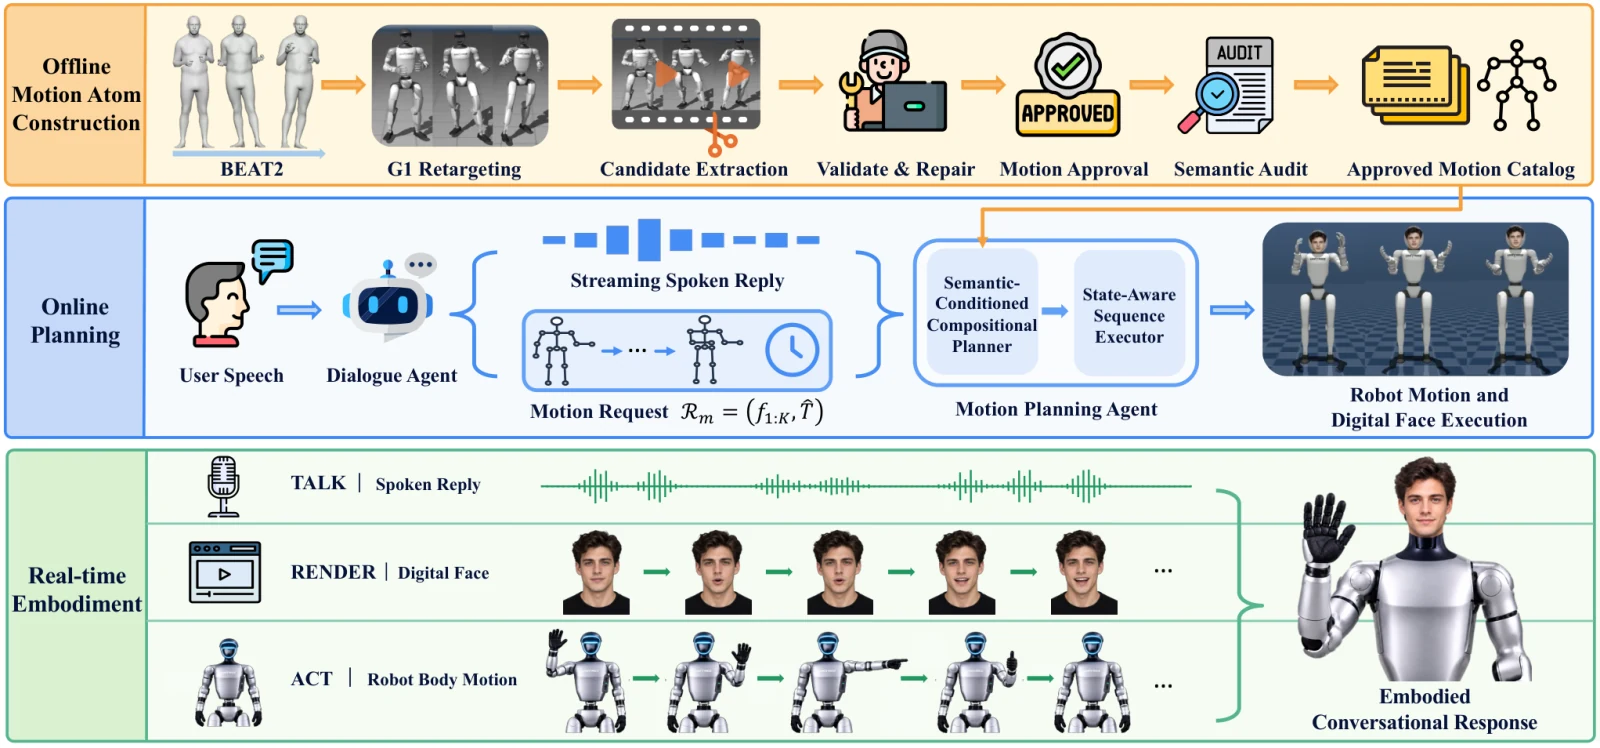 Offline
Motion Atom
Construction
BEAT2
G1 Retargeting
Candidate Extraction
Validate & Repair
APPROVED
Motion Approval
AUDIT
Semantic Audit
Approved Motion Catalog
Online
Planning
User Speech
Dialogue Agent
Streaming Spoken Reply
Motion Request ℛₘ = (f₁:K, T̂)
Semantic-
Conditioned
Compositional
Planner
State-Aware
Sequence
Executor
Motion Planning Agent
Robot Motion and
Digital Face Execution
Real-time
Embodiment
TALK | Spoken Reply
RENDER | Digital Face
...
ACT | Robot Body Motion
...
Embodied
Conversational Response